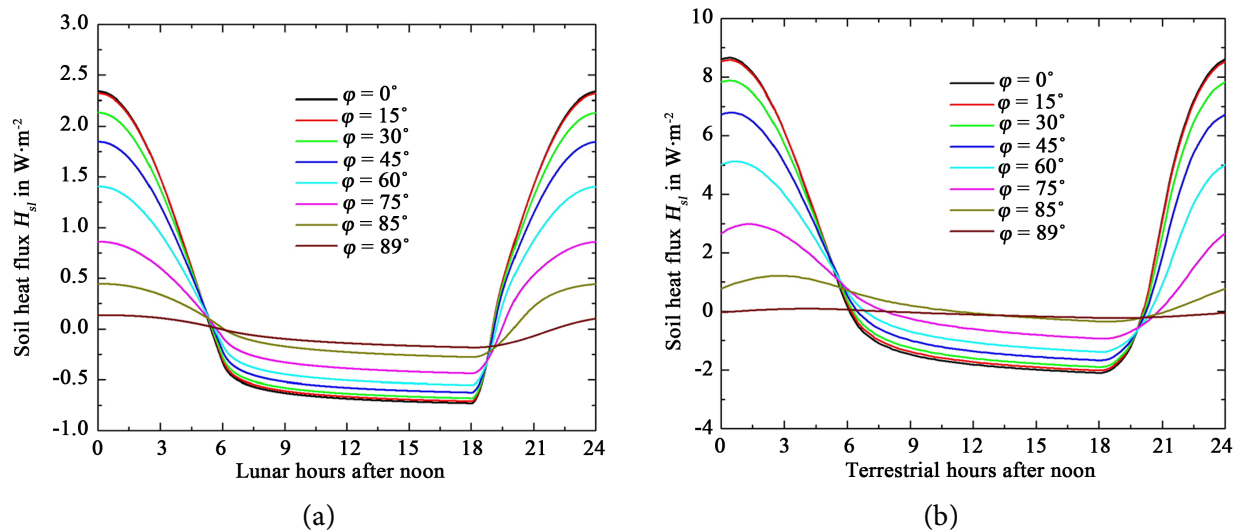 3.0
2.5
2.0
1.5
1.0
0.5
0.0
-0.5
-1.0
Soil heat flux H_sl in W·m⁻²
φ = 0°
φ = 15°
φ = 30°
φ = 45°
φ = 60°
φ = 75°
φ = 85°
φ = 89°
0 3 6 9 12 15 18 21 24
Lunar hours after noon
(a)
10
8
6
4
2
0
-2
-4
Soil heat flux H_sl in W·m⁻²
φ = 0°
φ = 15°
φ = 30°
φ = 45°
φ = 60°
φ = 75°
φ = 85°
φ = 89°
0 3 6 9 12 15 18 21 24
Terrestrial hours after noon
(b)